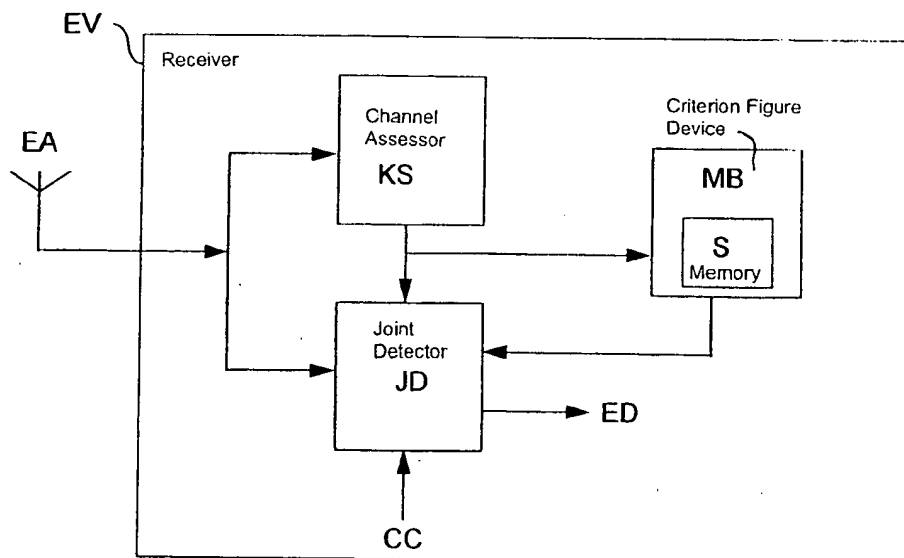 EV
Receiver
EA
Channel
Assessor
KS
Criterion Figure
Device
MB
S
Memory
Joint
Detector
JD
ED
CC